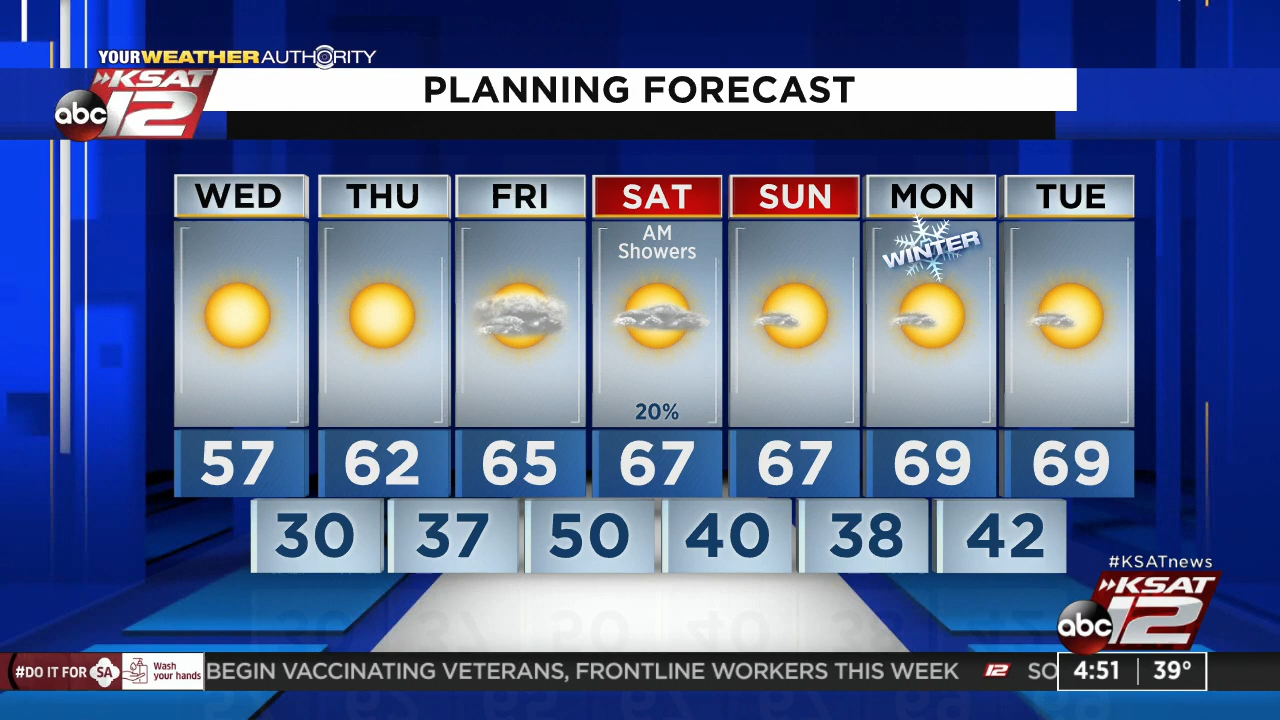 YOURWEATHERAUTHORITY
KSAT
abc 12
PLANNING FORECAST
WED THU FRI SAT SUN MON TUE
AM
Showers
WINTER
20%
57 62 65 67 67 69 69
30 37 50 40 38 42
#KSATnews
KSAT
abc 12
#DO IT FOR SA Wash your hands BEGIN VACCINATING VETERANS, FRONTLINE WORKERS THIS WEEK 12 SO 4:51 39°